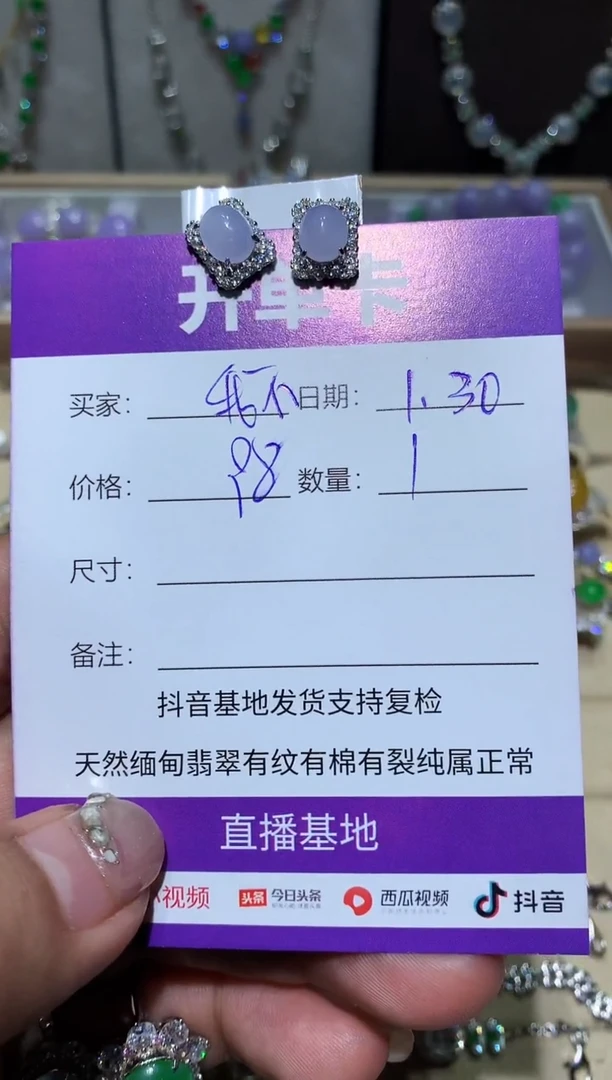 开单卡
买家: 我不 日期: 1.30
价格: 98 数量: 1
尺寸:
备注:
抖音基地发货支持复检
天然缅甸翡翠有纹有棉有裂纯属正常
直播基地
视频 头条 今日头条 西瓜视频 抖音